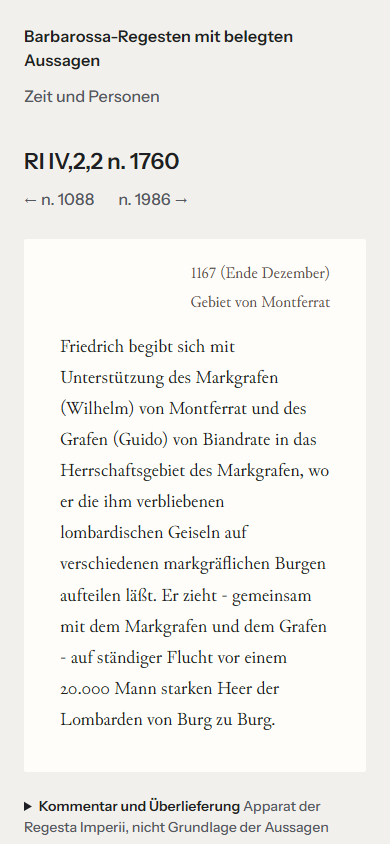 Barbarossa-Regesten mit belegten
Aussagen
Zeit und Personen
RI IV,2,2 n. 1760
← n. 1088 n. 1986 →
1167 (Ende Dezember)
Gebiet von Montferrat
Friedrich begibt sich mit
Unterstützung des Markgrafen
(Wilhelm) von Montferrat und des
Grafen (Guido) von Biandrate in das
Herrschaftsgebiet des Markgrafen, wo
er die ihm verbliebenen
lombardischen Geiseln auf
verschiedenen markgräflichen Burgen
aufteilen läßt. Er zieht - gemeinsam
mit dem Markgrafen und dem Grafen
- auf ständiger Flucht vor einem
20.000 Mann starken Heer der
Lombarden von Burg zu Burg.
▶ Kommentar und Überlieferung Apparat der
Regesta Imperii, nicht Grundlage der Aussagen